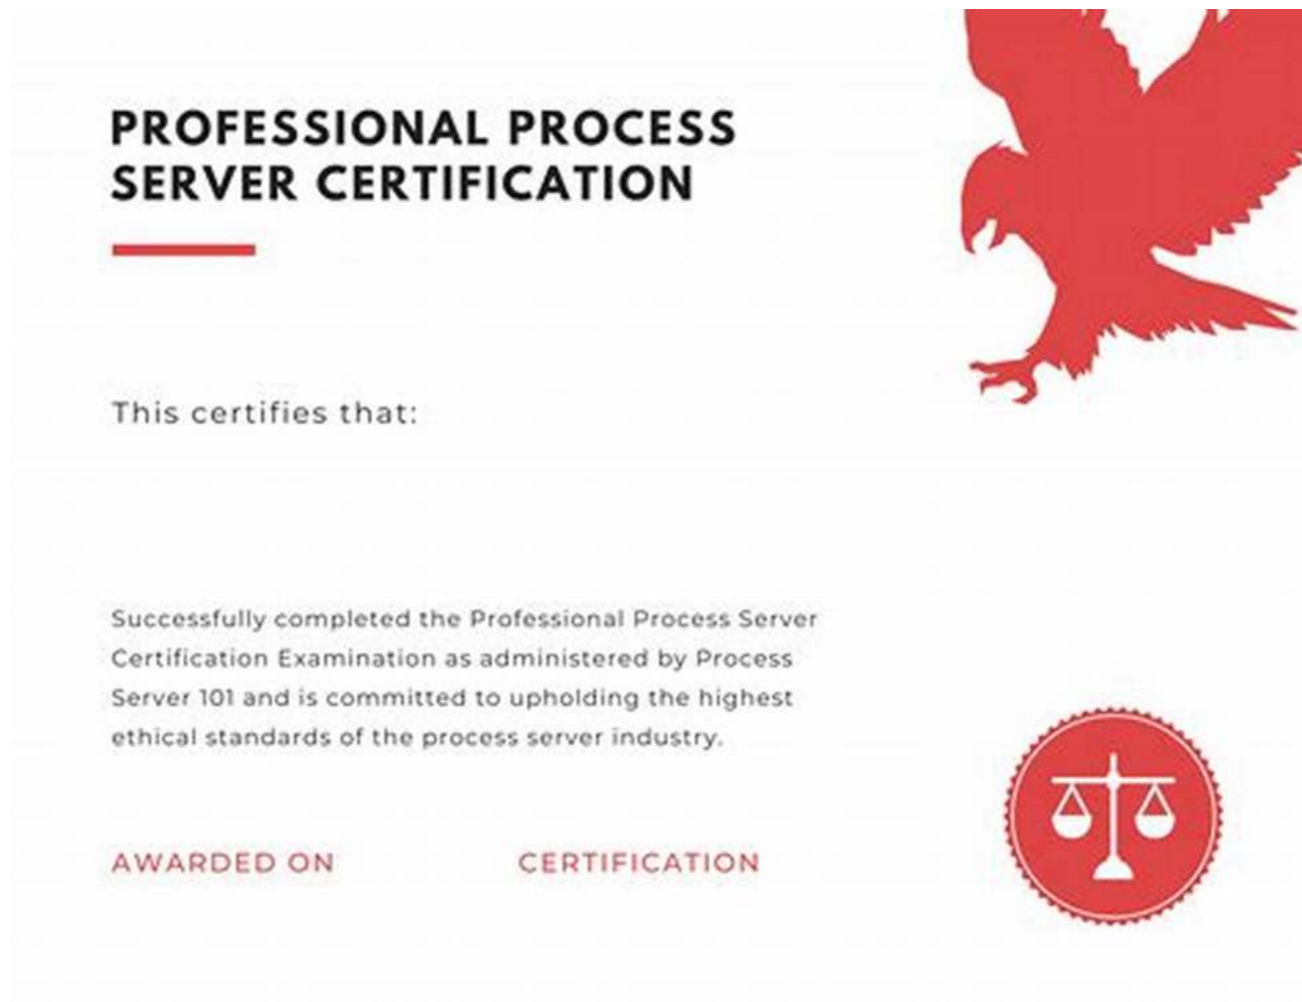 PROFESSIONAL PROCESS
SERVER CERTIFICATION
This certifies that:
Successfully completed the Professional Process Server
Certification Examination as administered by Process
Server 101 and is committed to upholding the highest
ethical standards of the process server industry.
AWARDED ON CERTIFICATION